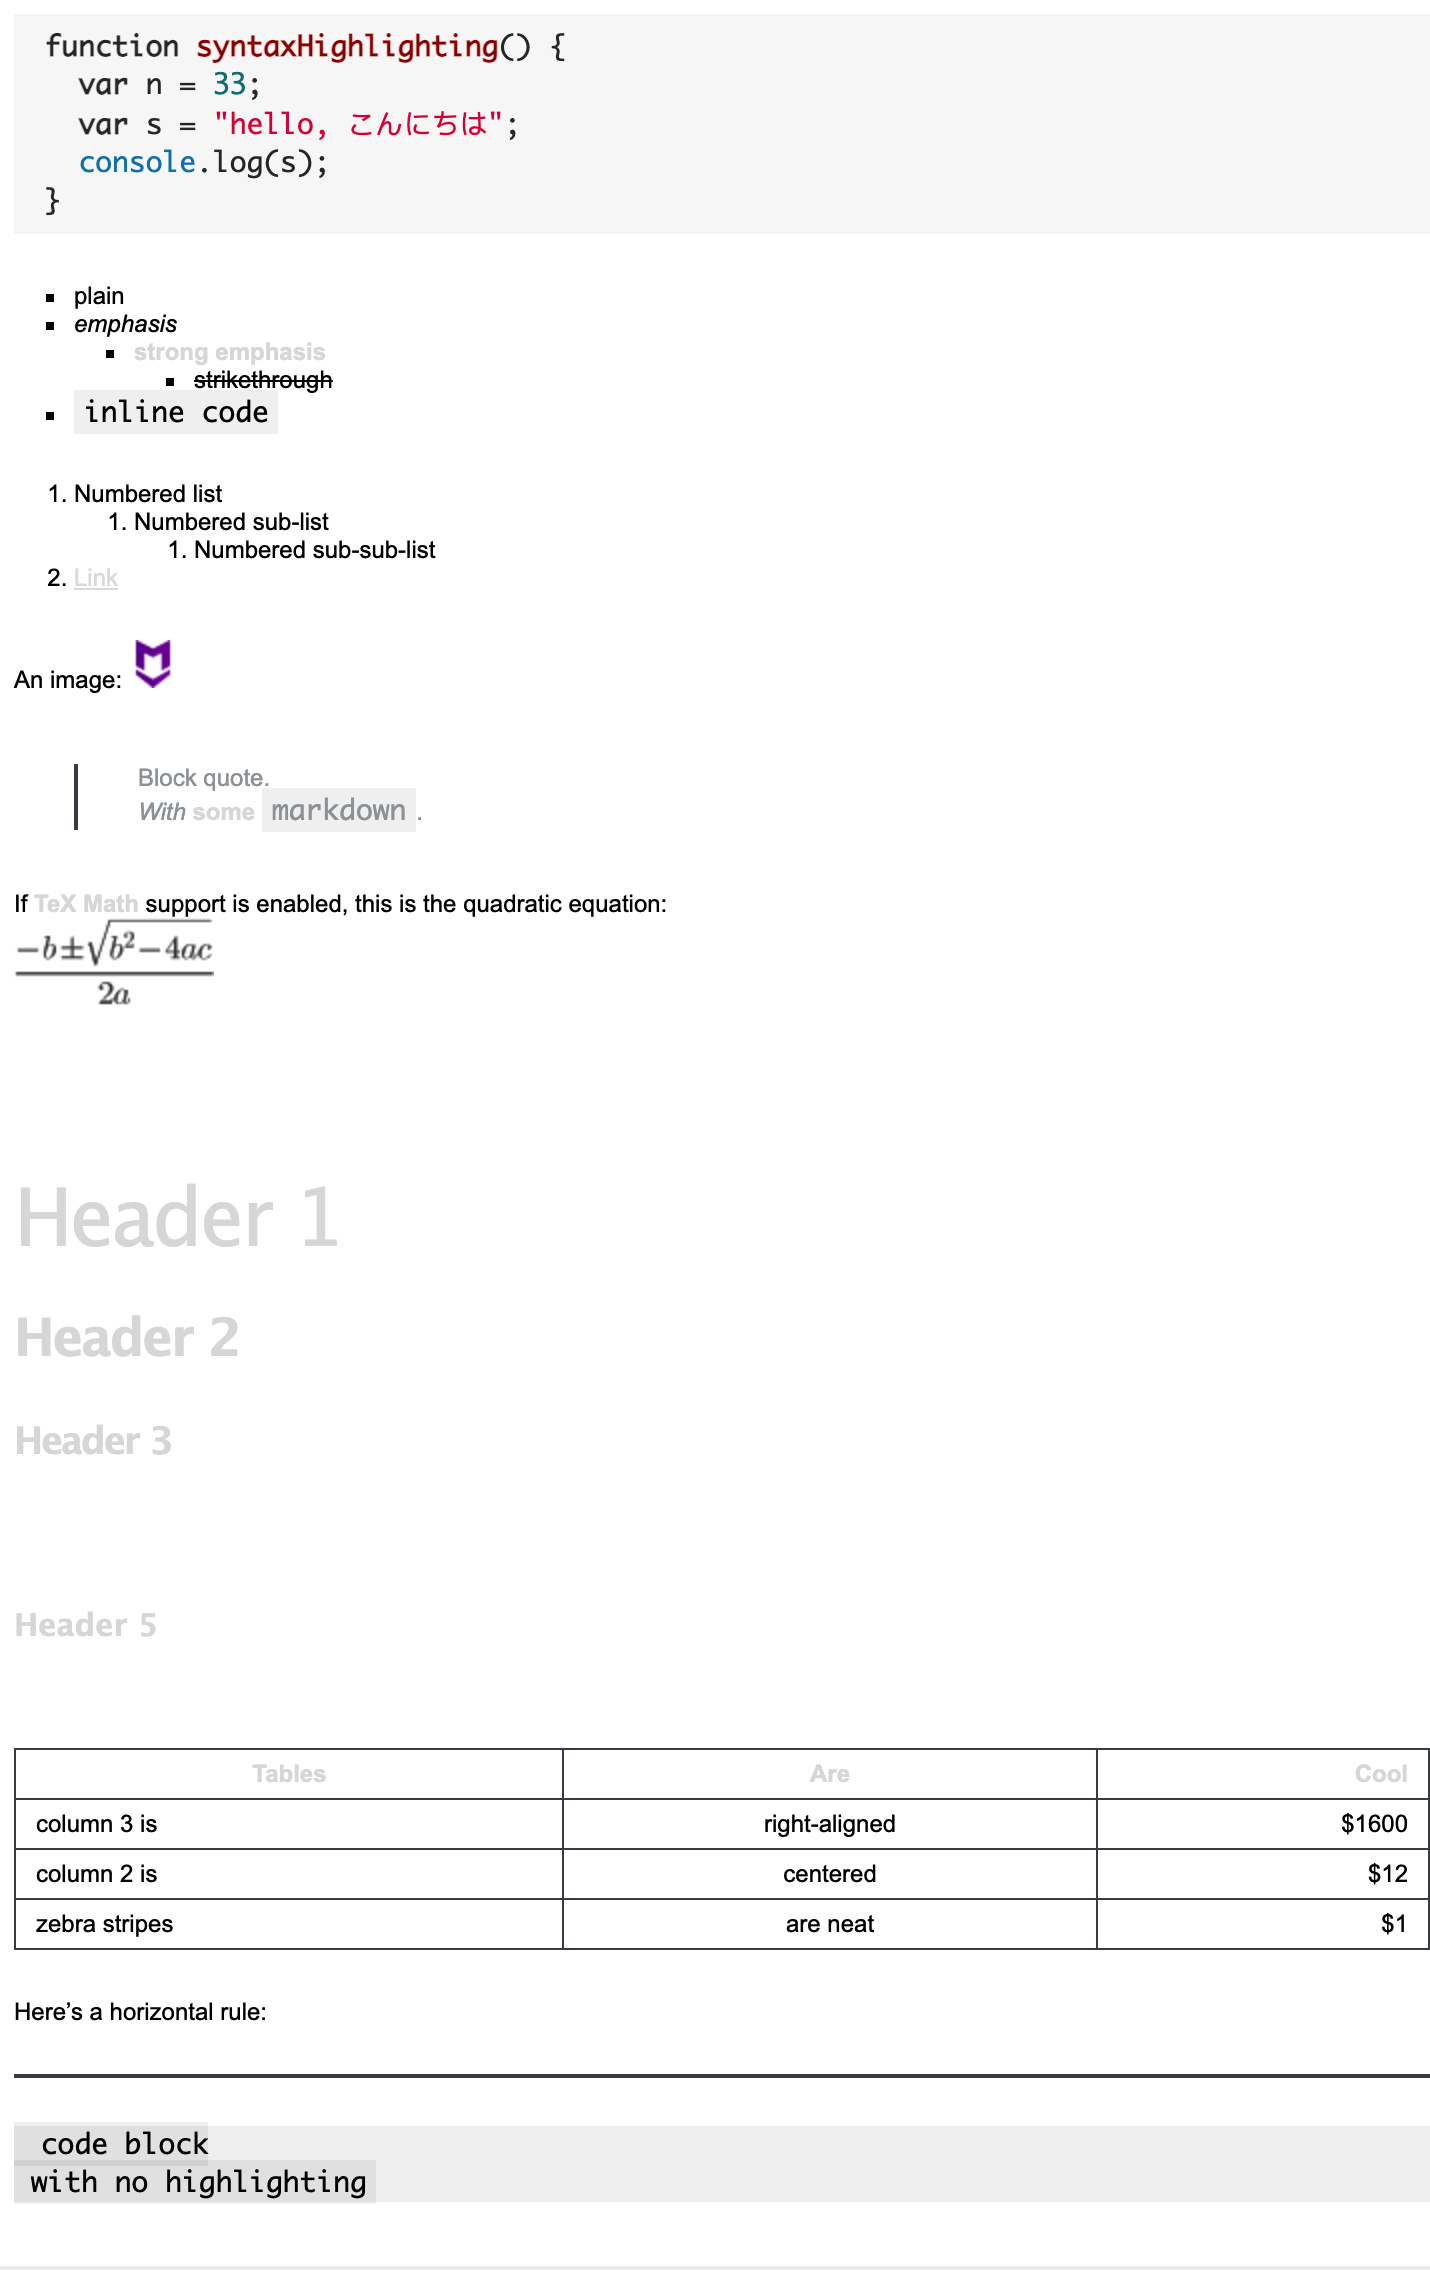 function syntaxHighlighting() {
  var n = 33;
  var s = "hello, こんにちは";
  console.log(s);
}
plain
emphasis
strong emphasis
strikethrough
inline code
1. Numbered list
1. Numbered sub-list
1. Numbered sub-sub-list
2. Link
An image:
Block quote.
With some markdown.
If TeX Math support is enabled, this is the quadratic equation:
−b±√b²−4ac
2a
Header 1
Header 2
Header 3
Header 5
Tables Are Cool
column 3 is right-aligned $1600
column 2 is centered $12
zebra stripes are neat $1
Here’s a horizontal rule:
code block
with no highlighting